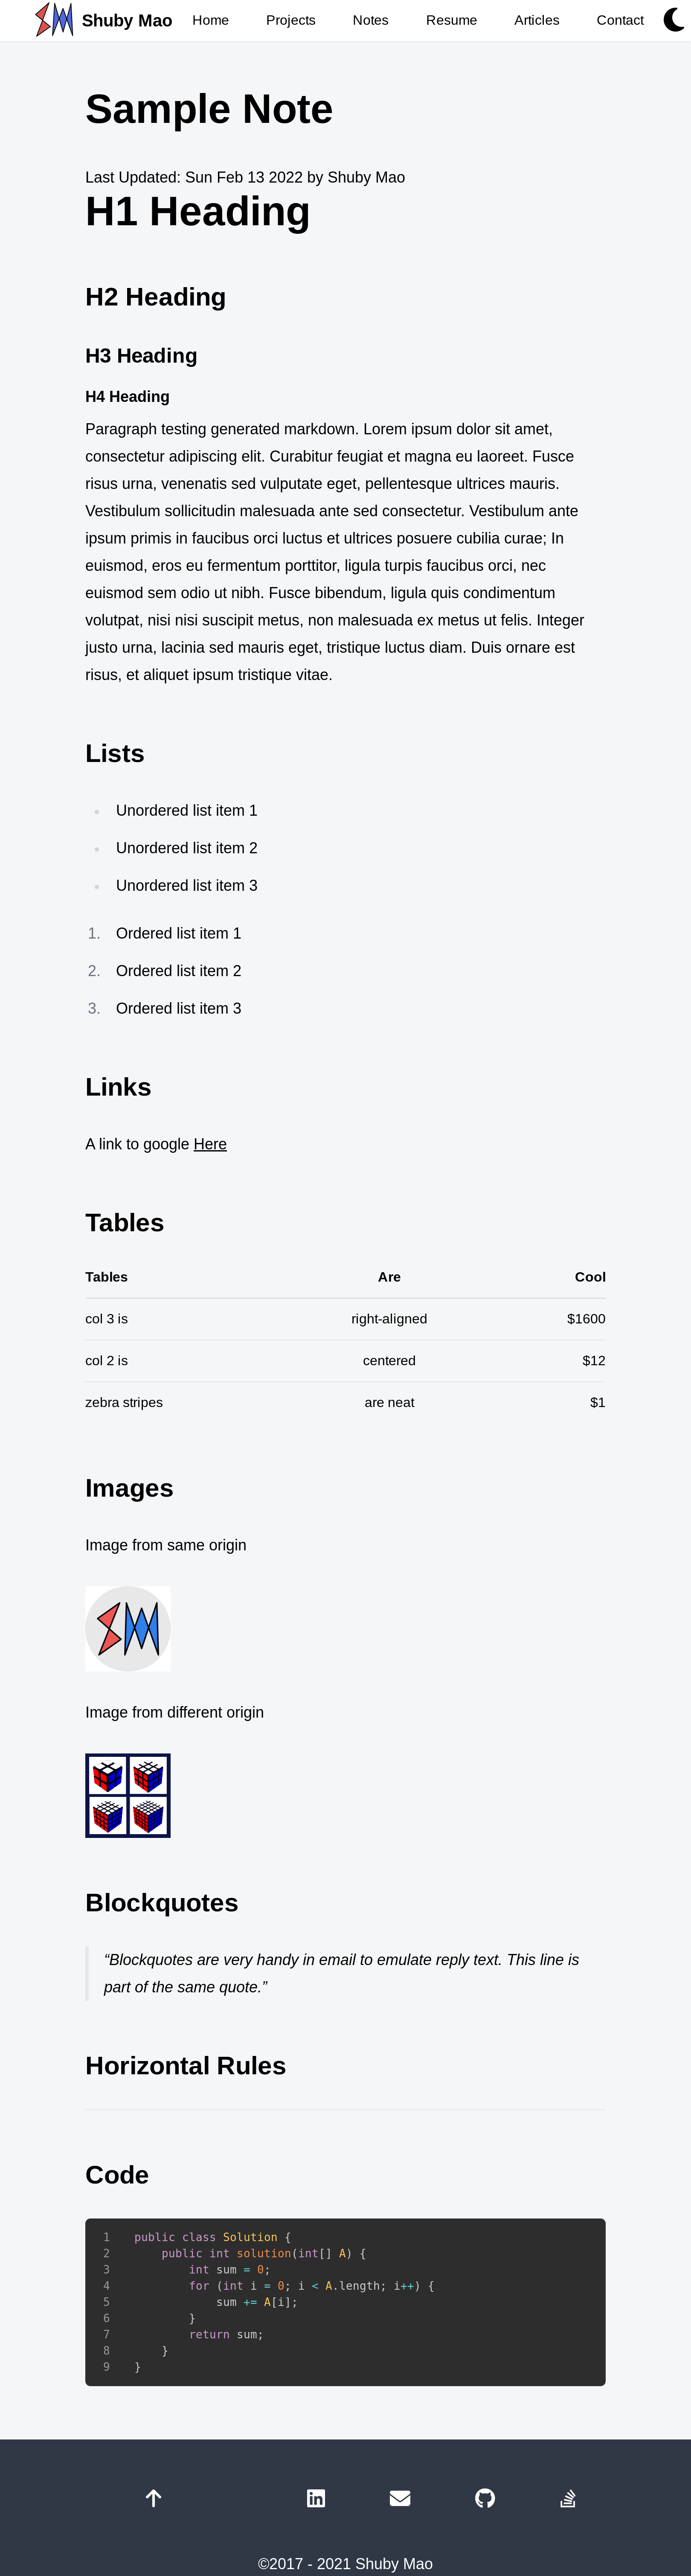 Shuby Mao Home Projects Notes Resume Articles Contact
Sample Note
Last Updated: Sun Feb 13 2022 by Shuby Mao
H1 Heading
H2 Heading
H3 Heading
H4 Heading
Paragraph testing generated markdown. Lorem ipsum dolor sit amet,
consectetur adipiscing elit. Curabitur feugiat et magna eu laoreet. Fusce
risus urna, venenatis sed vulputate eget, pellentesque ultrices mauris.
Vestibulum sollicitudin malesuada ante sed consectetur. Vestibulum ante
ipsum primis in faucibus orci luctus et ultrices posuere cubilia curae; In
euismod, eros eu fermentum porttitor, ligula turpis faucibus orci, nec
euismod sem odio ut nibh. Fusce bibendum, ligula quis condimentum
volutpat, nisi nisi suscipit metus, non malesuada ex metus ut felis. Integer
justo urna, lacinia sed mauris eget, tristique luctus diam. Duis ornare est
risus, et aliquet ipsum tristique vitae.
Lists
Unordered list item 1
Unordered list item 2
Unordered list item 3
1. Ordered list item 1
2. Ordered list item 2
3. Ordered list item 3
Links
A link to google Here
Tables
Tables Are Cool
col 3 is right-aligned $1600
col 2 is centered $12
zebra stripes are neat $1
Images
Image from same origin
SM
Image from different origin
Blockquotes
“Blockquotes are very handy in email to emulate reply text. This line is
part of the same quote.”
Horizontal Rules
Code
1 public class Solution {
2     public int solution(int[] A) {
3         int sum = 0;
4         for (int i = 0; i < A.length; i++) {
5             sum += A[i];
6         }
7         return sum;
8     }
9 }
©2017 - 2021 Shuby Mao